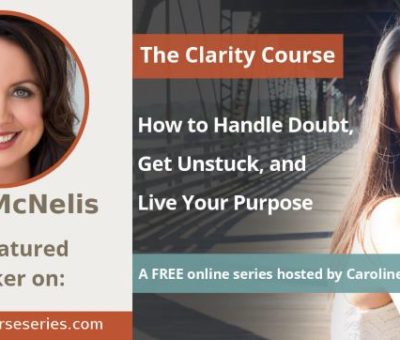 McNelis
atured
ker on:
rseseries.com
The Clarity Course
How to Handle Doubt,
Get Unstuck, and
Live Your Purpose
A FREE online series hosted by Caroline